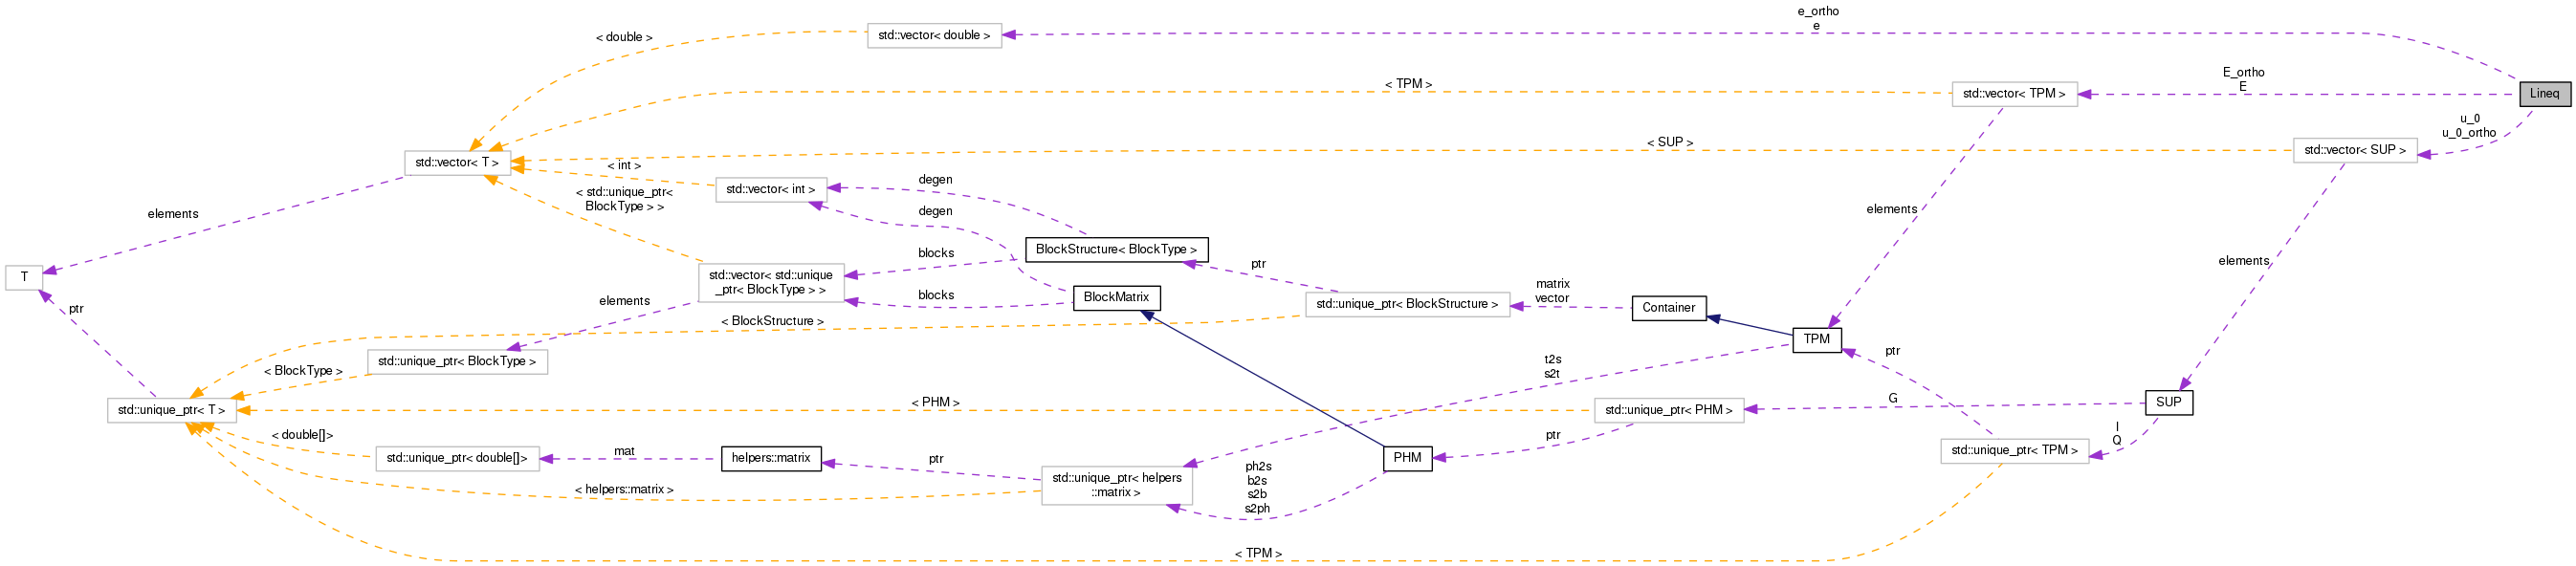 e_ortho
e
std::vector< double >
< double >
E_ortho
E
< TPM >
std::vector< TPM >
Lineq
u_0
u_0_ortho
< SUP >
std::vector< SUP >
std::vector< T >
< int >
degen
std::vector< int >
< std::unique_ptr<
BlockType > >
elements
degen
elements
BlockStructure< BlockType >
blocks
ptr
elements
T
std::vector< std::unique
_ptr< BlockType > >
matrix
vector
blocks
BlockMatrix
std::unique_ptr< BlockStructure >
Container
elements
ptr
< BlockStructure >
TPM
ptr
std::unique_ptr< BlockType >
t2s
s2t
< BlockType >
G
SUP
std::unique_ptr< T >
< PHM >
std::unique_ptr< PHM >
I
Q
< double[]>
ptr
mat
std::unique_ptr< double[]>
helpers::matrix
ptr
PHM
std::unique_ptr< TPM >
ph2s
b2s
s2b
s2ph
std::unique_ptr< helpers
::matrix >
< helpers::matrix >
< TPM >